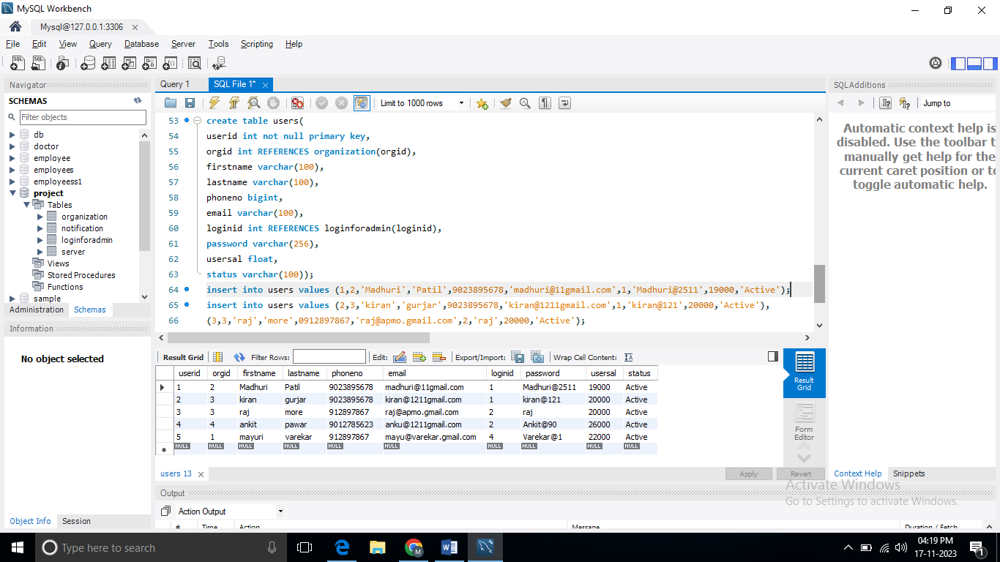 MySQL Workbench
Mysql@127.0.0.1:3306
File Edit View Query Database Server Tools Scripting Help
Navigator
SCHEMAS
Filter objects
db
doctor
employee
employees
employeess1
project
Tables
organization
notification
loginforadmin
server
Views
Stored Procedures
Functions
sample
Administration Schemas
Information
No object selected
Object Info Session
Query 1 SQL File 1*
Limit to 1000 rows
53 create table users(
54 userid int not null primary key,
55 orgid int REFERENCES organization(orgid),
56 firstname varchar(100),
57 lastname varchar(100),
58 phoneno bigint,
59 email varchar(100),
60 loginid int REFERENCES loginforadmin(loginid),
61 password varchar(256),
62 usersal float,
63 status varchar(100));
64 insert into users values (1,2,'Madhuri','Patil',9023895678,'madhuri@11gmail.com',1,'Madhuri@2511',19000,'Active');
65 insert into users values (2,3,'kiran','gurjar',9023895678,'kiran@1211gmail.com',1,'kiran@121',20000,'Active'),
66 (3,3,'raj','more',0912897867,'raj@apmo.gmail.com',2,'raj',20000,'Active');
Result Grid Filter Rows: Edit: Export/Import: Wrap Cell Content:
userid orgid firstname lastname phoneno email loginid password usersal status
1 2 Madhuri Patil 9023895678 madhuri@11gmail.com 1 Madhuri@2511 19000 Active
2 3 kiran gurjar 9023895678 kiran@1211gmail.com 1 kiran@121 20000 Active
3 3 raj more 912897867 raj@apmo.gmail.com 2 raj 20000 Active
4 4 ankit pawar 9012785623 anku@1211gmail.com 2 Ankit@90 26000 Active
5 1 mayuri varekar 912897867 mayu@varekar.gmail.com 4 Varekar@1 22000 Active
NULL NULL NULL NULL NULL NULL NULL NULL NULL NULL
Result
Grid
Form
Editor
users 13
Apply Revert
Output
Action Output
# Time Action Message Duration / Fetch
SQLAdditions
Jump to
Automatic context help is
disabled. Use the toolbar t
manually get help for the
current caret position or to
toggle automatic help.
Context Help Snippets
Activate Windows
Go to Settings to activate Windows.
Type here to search
04:19 PM
17-11-2023
1